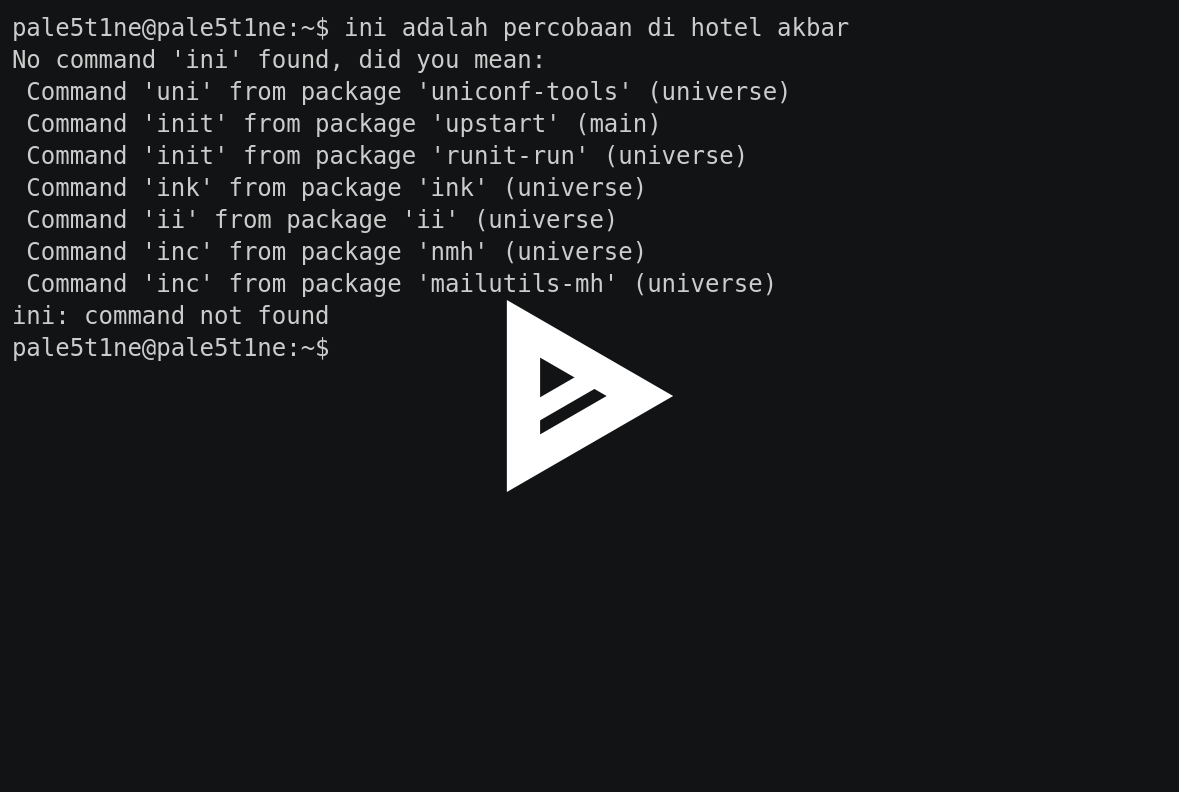 pale5t1ne@pale5t1ne:~$ ini adalah percobaan di hotel akbar
No command 'ini' found, did you mean:
 Command 'uni' from package 'uniconf-tools' (universe)
 Command 'init' from package 'upstart' (main)
 Command 'init' from package 'runit-run' (universe)
 Command 'ink' from package 'ink' (universe)
 Command 'ii' from package 'ii' (universe)
 Command 'inc' from package 'nmh' (universe)
 Command 'inc' from package 'mailutils-mh' (universe)
ini: command not found
pale5t1ne@pale5t1ne:~$